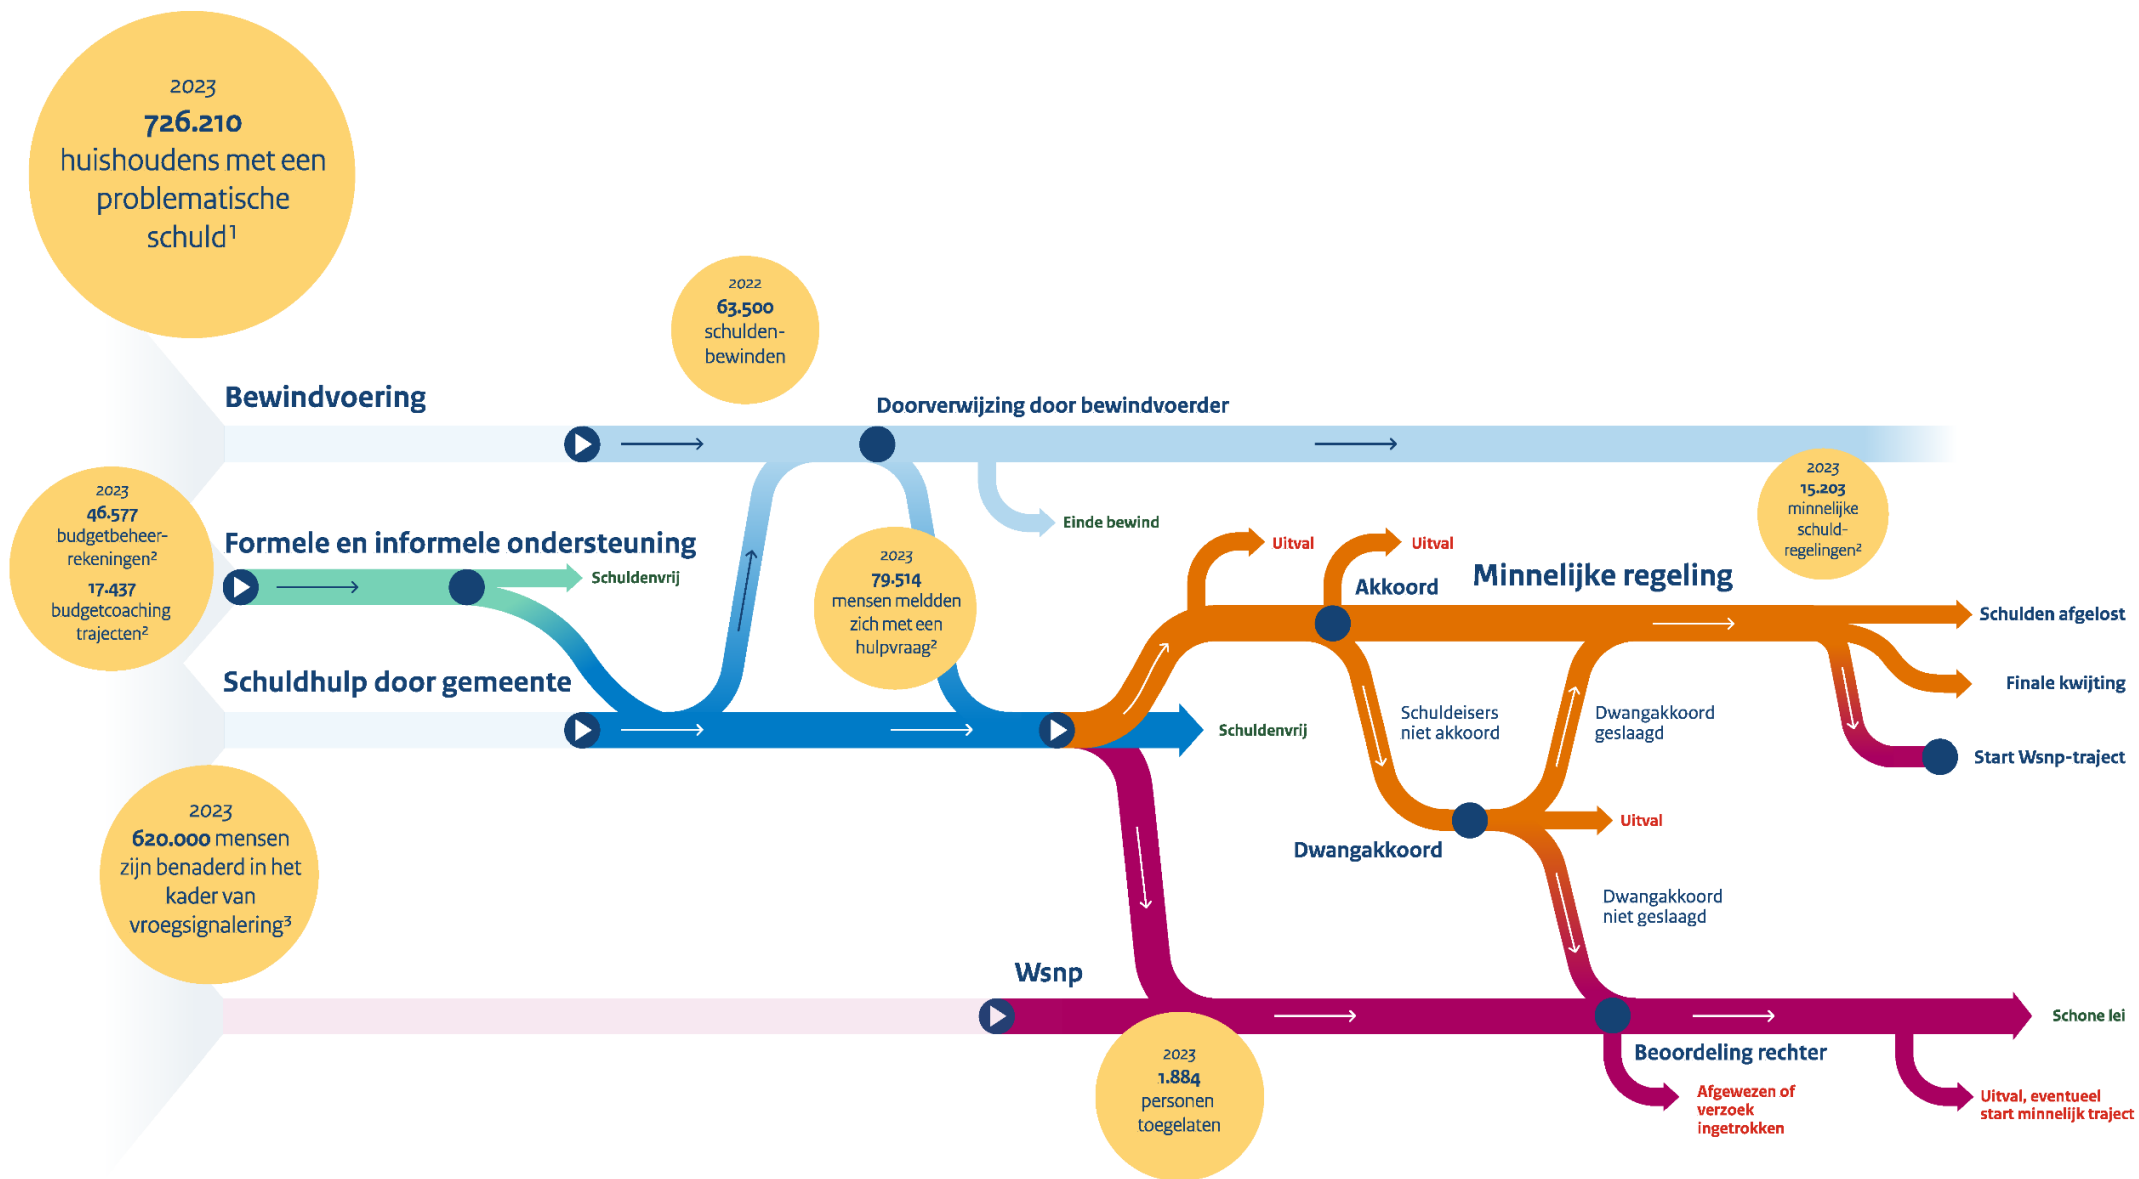 2023
726.210
huishoudens met een
problematische
schuld¹
2022
63.500
schulden-
bewinden
Bewindvoering
Doorverwijzing door bewindvoerder
2023
46.577
budgetbeheer-
rekeningen²
17.437
budgetcoaching
trajecten²
Formele en informele ondersteuning
Schuldenvrij
Einde bewind
2023
79.514
mensen meldden
zich met een
hulpvraag²
Uitval
Uitval
Akkoord
Minnelijke regeling
2023
15.203
minnelijke
schuld-
regelingen²
Schulden afgelost
Finale kwijting
Start Wsnp-traject
Schuldhulp door gemeente
Schuldenvrij
Schuldeisers
niet akkoord
Dwangakkoord
geslaagd
Uitval
Dwangakkoord
Dwangakkoord
niet geslaagd
2023
620.000 mensen
zijn benaderd in het
kader van
vroegsignalering³
Wsnp
2023
1.884
personen
toegelaten
Beoordeling rechter
Schone lei
Afgewezen of
verzoek
ingetrokken
Uitval, eventueel
start minnelijk traject